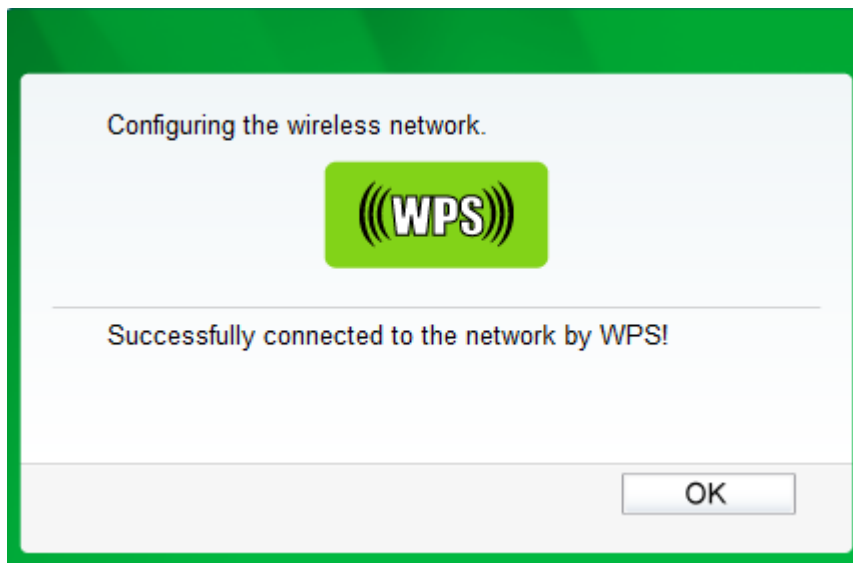 Configuring the wireless network.
WPS
Successfully connected to the network by WPS!
OK